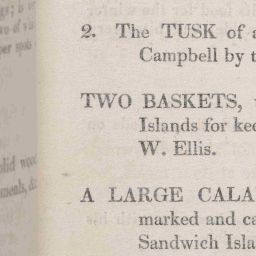 2. The TUSK of a
Campbell by t
TWO BASKETS,
Islands for kee
W. Ellis.
A LARGE CALA
marked and ca
Sandwich Isla